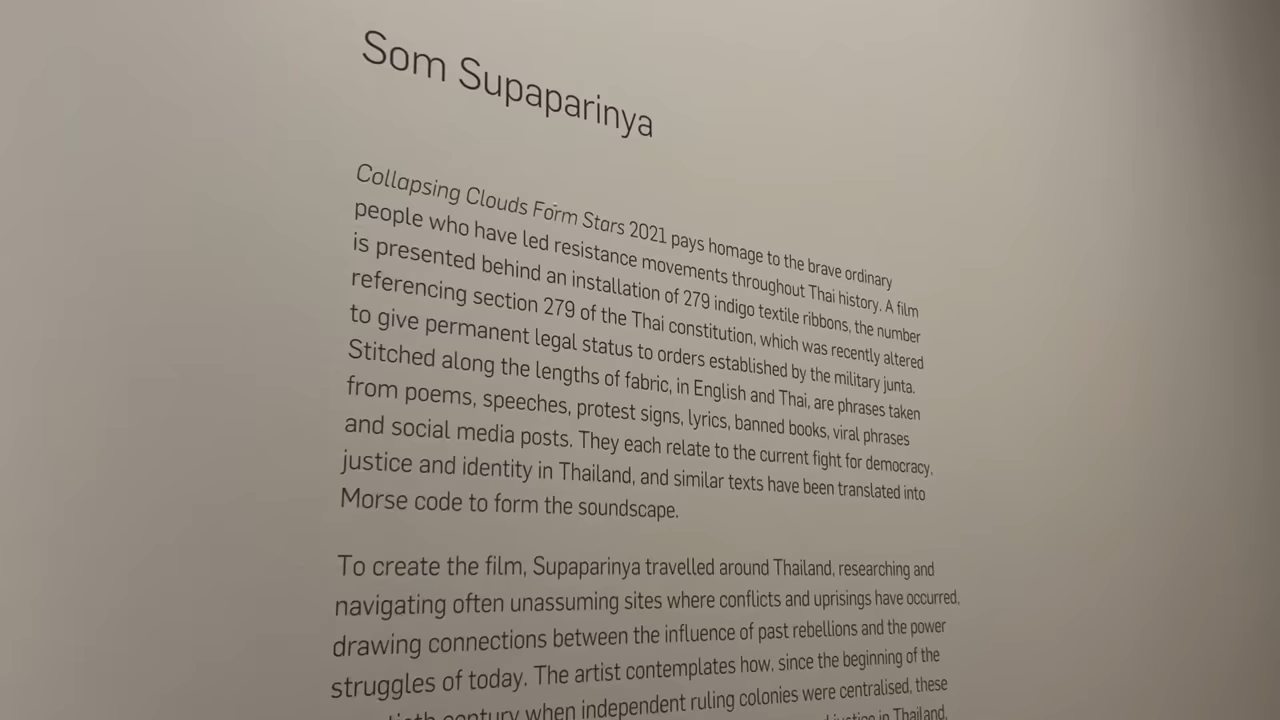 Som Supaparinya
Collapsing Clouds Form Stars 2021 pays homage to the brave ordinary
people who have led resistance movements throughout Thai history. A film
is presented behind an installation of 279 indigo textile ribbons, the number
referencing section 279 of the Thai constitution, which was recently altered
to give permanent legal status to orders established by the military junta.
Stitched along the lengths of fabric, in English and Thai, are phrases taken
from poems, speeches, protest signs, lyrics, banned books, viral phrases
and social media posts. They each relate to the current fight for democracy,
justice and identity in Thailand, and similar texts have been translated into
Morse code to form the soundscape.
To create the film, Supaparinya travelled around Thailand, researching and
navigating often unassuming sites where conflicts and uprisings have occurred,
drawing connections between the influence of past rebellions and the power
struggles of today. The artist contemplates how, since the beginning of the
century when independent ruling colonies were centralised, these
in Thailand,